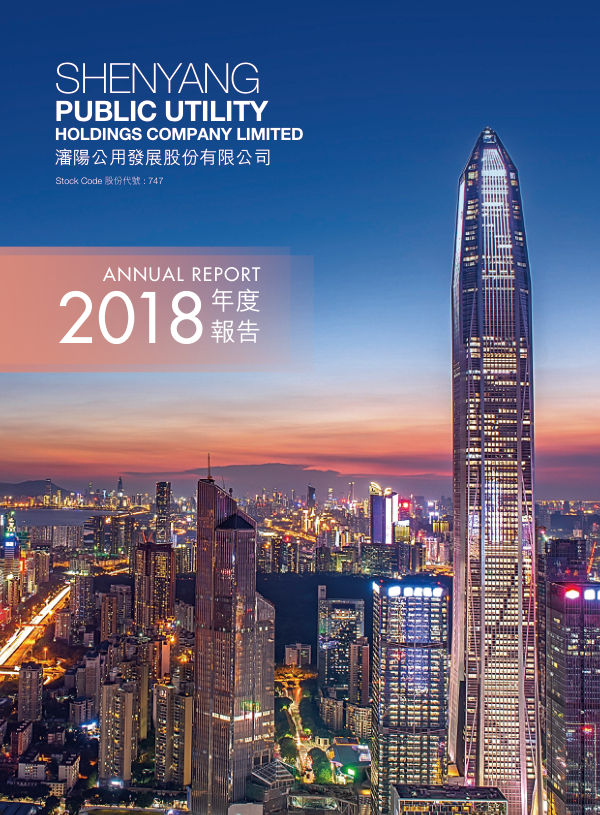 SHENYANG
PUBLIC UTILITY
HOLDINGS COMPANY LIMITED
瀋陽公用發展股份有限公司
Stock Code 股份代號 : 747
ANNUAL REPORT
2018 年度
報告